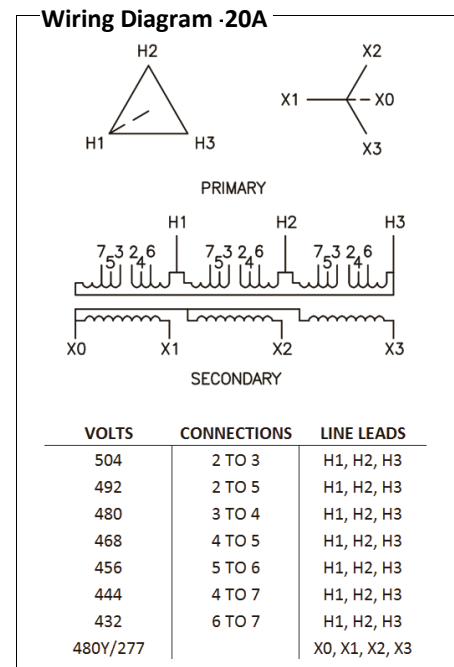 Wiring Diagram -20A
H2
X2
X1
X0
H1
H3
X3
PRIMARY
H1 H2 H3
7 5 3 2 4 6 7 5 3 2 4 6 7 5 3 2 4 6
X0 X1 X2 X3
SECONDARY
VOLTS CONNECTIONS LINE LEADS
504 2 TO 3 H1, H2, H3
492 2 TO 5 H1, H2, H3
480 3 TO 4 H1, H2, H3
468 4 TO 5 H1, H2, H3
456 5 TO 6 H1, H2, H3
444 4 TO 7 H1, H2, H3
432 6 TO 7 H1, H2, H3
480Y/277 X0, X1, X2, X3